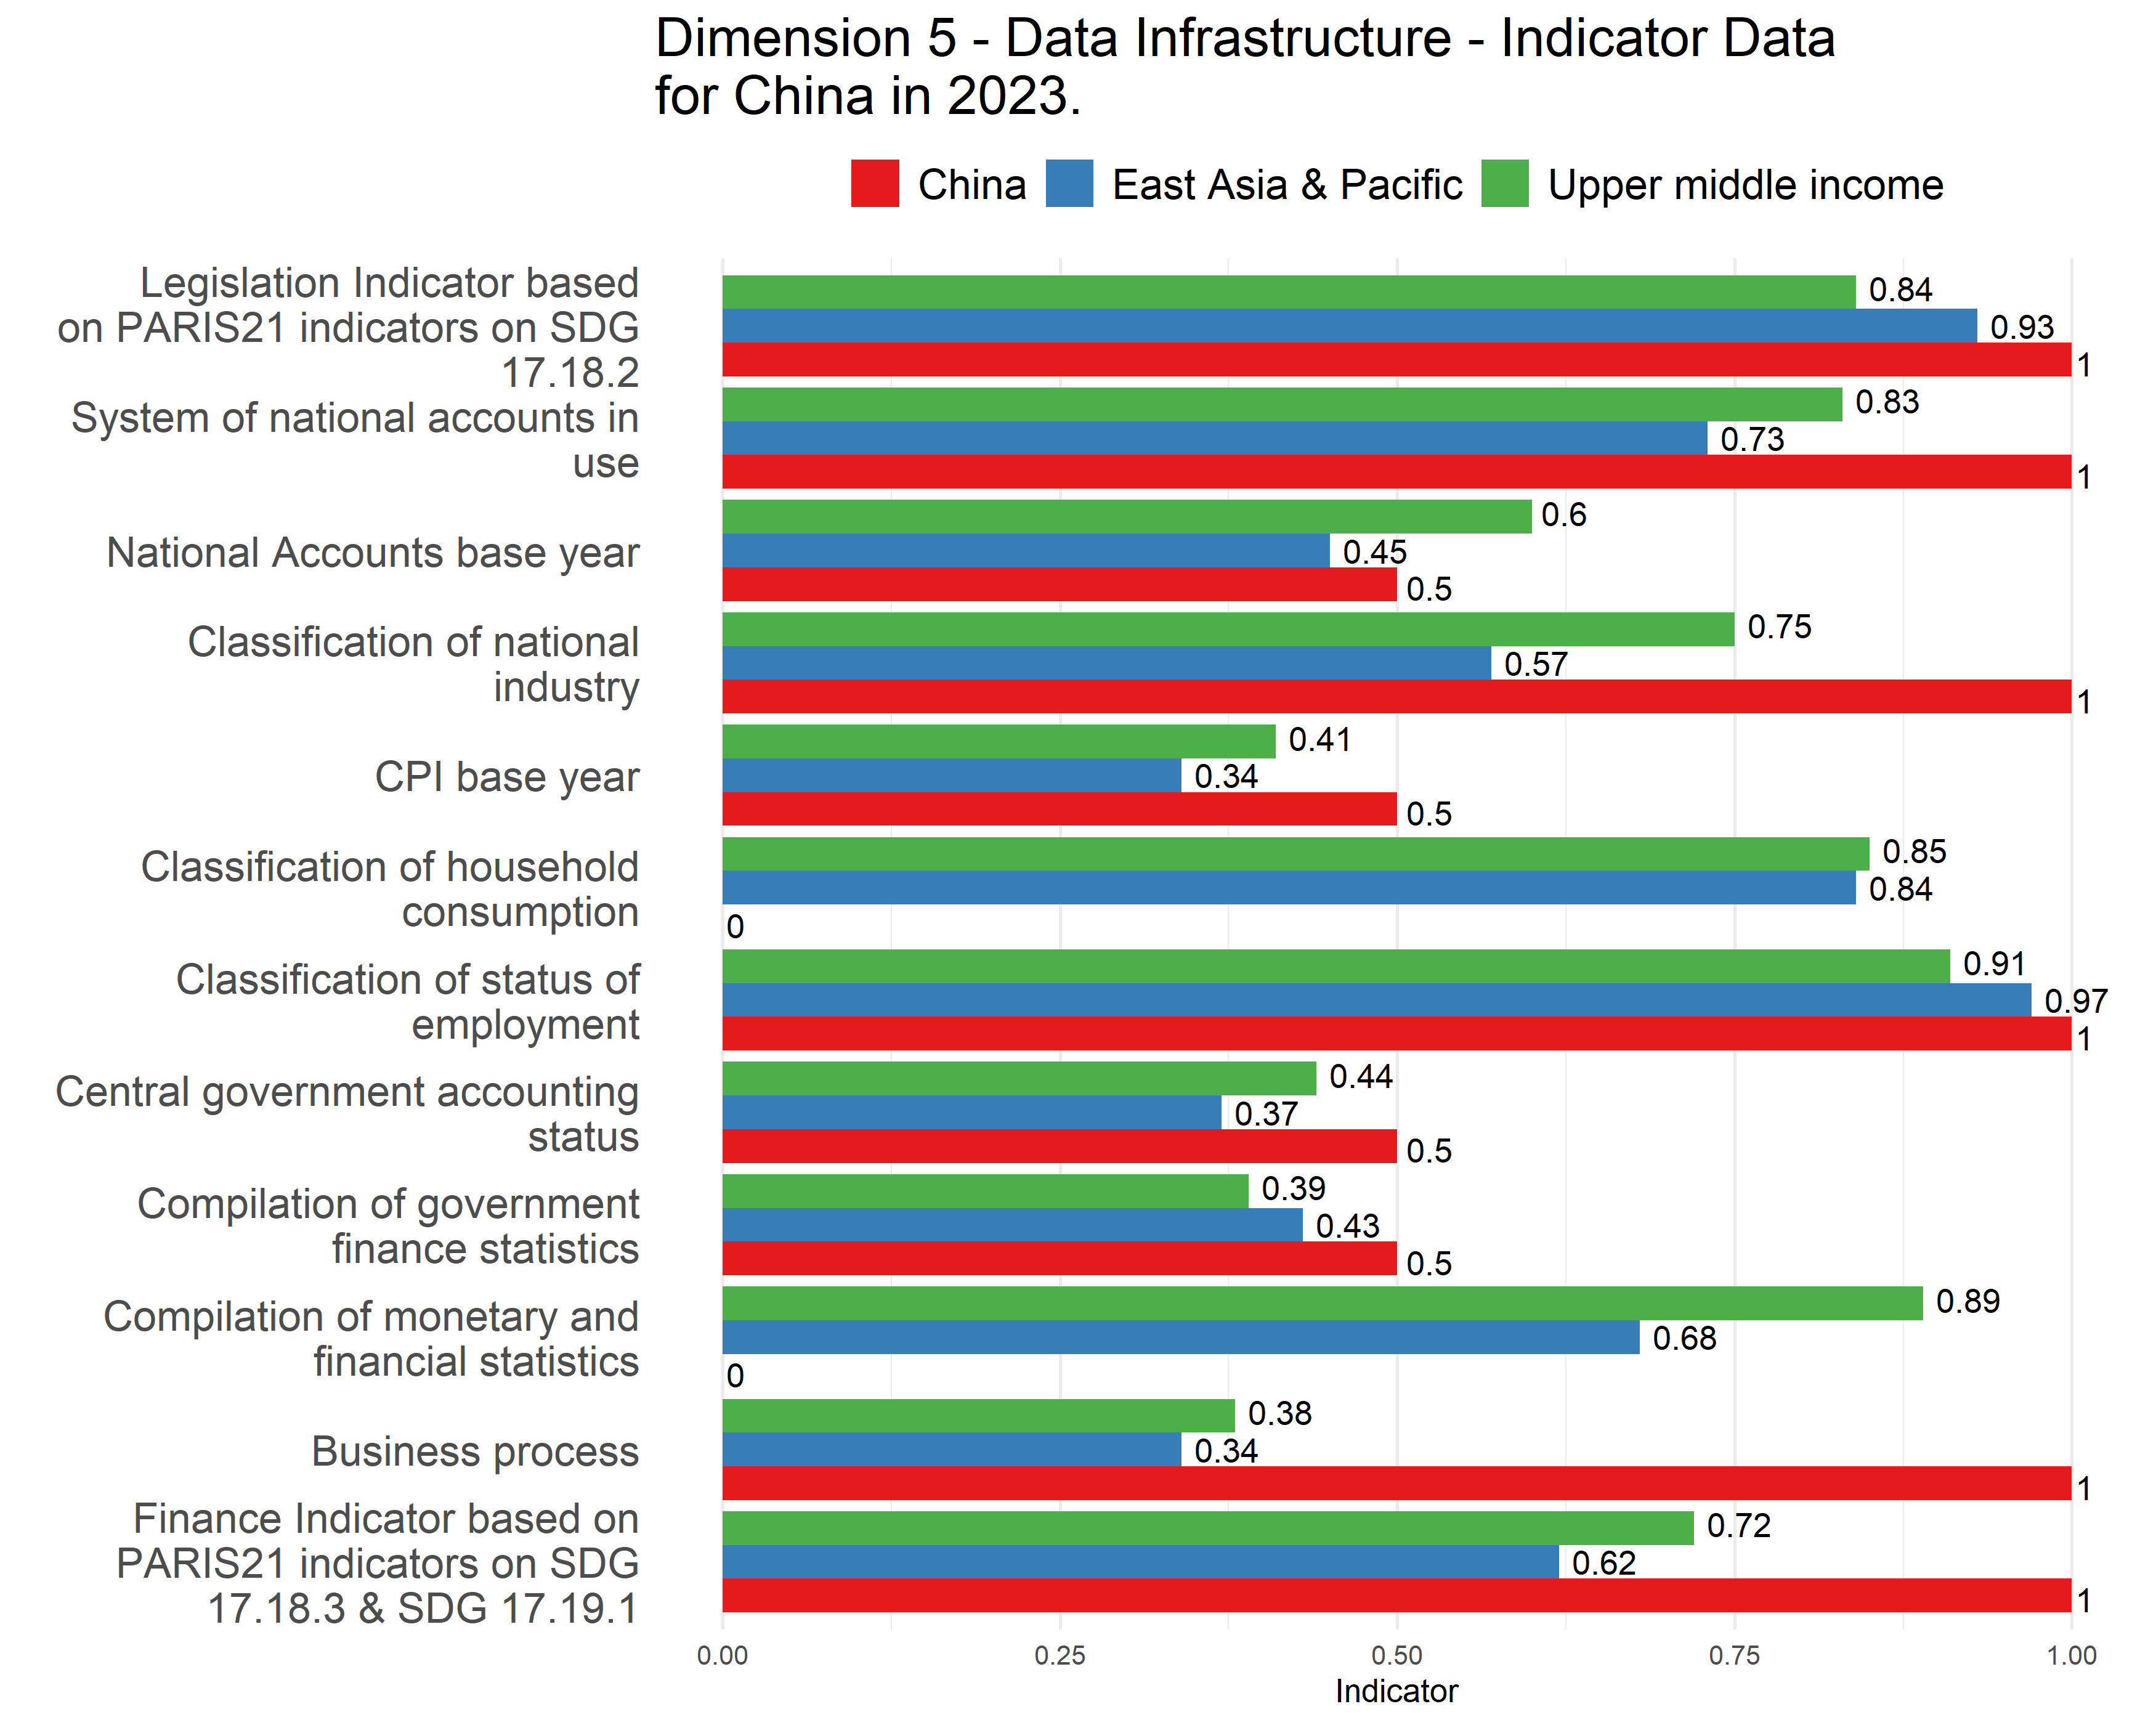 Dimension 5 - Data Infrastructure - Indicator Data
for China in 2023.
China East Asia & Pacific Upper middle income
Legislation Indicator based
on PARIS21 indicators on SDG
17.18.2
0.84
0.93
1
System of national accounts in
use
0.83
0.73
1
National Accounts base year
0.6
0.45
0.5
Classification of national
industry
0.75
0.57
1
CPI base year
0.41
0.34
0.5
Classification of household
consumption
0.85
0.84
0
Classification of status of
employment
0.91
0.97
1
Central government accounting
status
0.44
0.37
0.5
Compilation of government
finance statistics
0.39
0.43
0.5
Compilation of monetary and
financial statistics
0.89
0.68
0
Business process
0.38
0.34
1
Finance Indicator based on
PARIS21 indicators on SDG
17.18.3 & SDG 17.19.1
0.72
0.62
1
0.00 0.25 0.50 0.75 1.00
Indicator